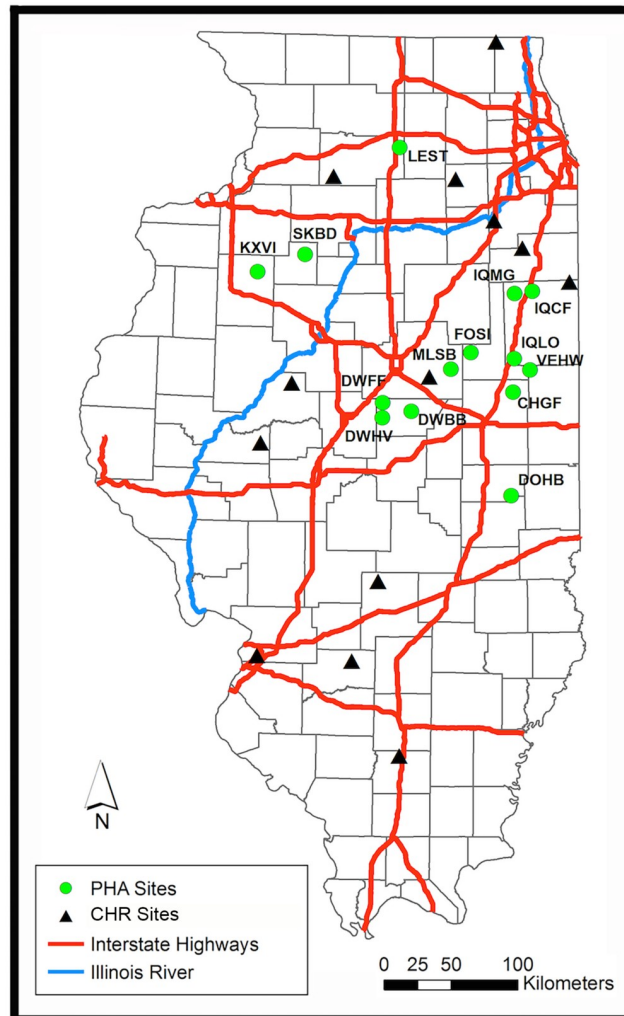 LEST
SKBD
KXVI
IQMG
IQCF
FOSI
IQLO
MLSB
VEHW
DWFF
CHGF
DWBB
DWHV
DOHB
N
PHA Sites
CHR Sites
Interstate Highways
Illinois River
0 25 50 100
Kilometers